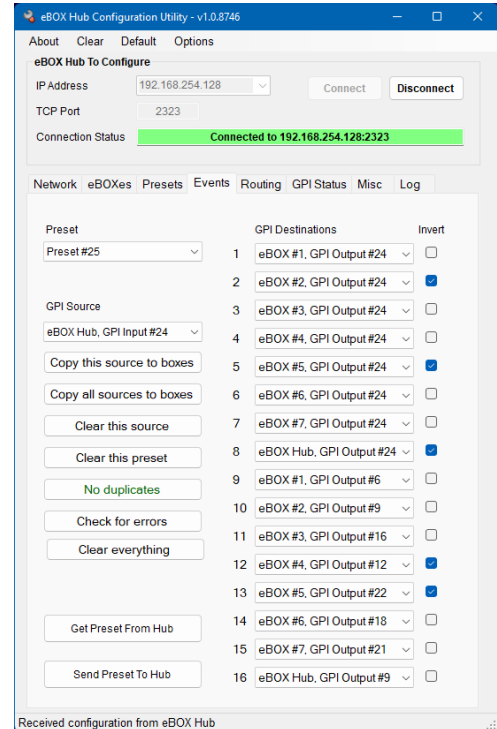 eBOX Hub Configuration Utility - v1.0.8746
About Clear Default Options
eBOX Hub To Configure
IP Address 192.168.254.128 Connect Disconnect
TCP Port 2323
Connection Status Connected to 192.168.254.128:2323
Network eBOXes Presets Events Routing GPI Status Misc Log
Preset GPI Destinations Invert
Preset #25 1 eBOX #1, GPI Output #24
2 eBOX #2, GPI Output #24
GPI Source 3 eBOX #3, GPI Output #24
eBOX Hub, GPI Input #24 4 eBOX #4, GPI Output #24
Copy this source to boxes 5 eBOX #5, GPI Output #24
Copy all sources to boxes 6 eBOX #6, GPI Output #24
Clear this source 7 eBOX #7, GPI Output #24
Clear this preset 8 eBOX Hub, GPI Output #24
No duplicates 9 eBOX #1, GPI Output #6
Check for errors 10 eBOX #2, GPI Output #9
Clear everything 11 eBOX #3, GPI Output #16
12 eBOX #4, GPI Output #12
13 eBOX #5, GPI Output #22
Get Preset From Hub 14 eBOX #6, GPI Output #18
15 eBOX #7, GPI Output #21
Send Preset To Hub 16 eBOX Hub, GPI Output #9
Received configuration from eBOX Hub